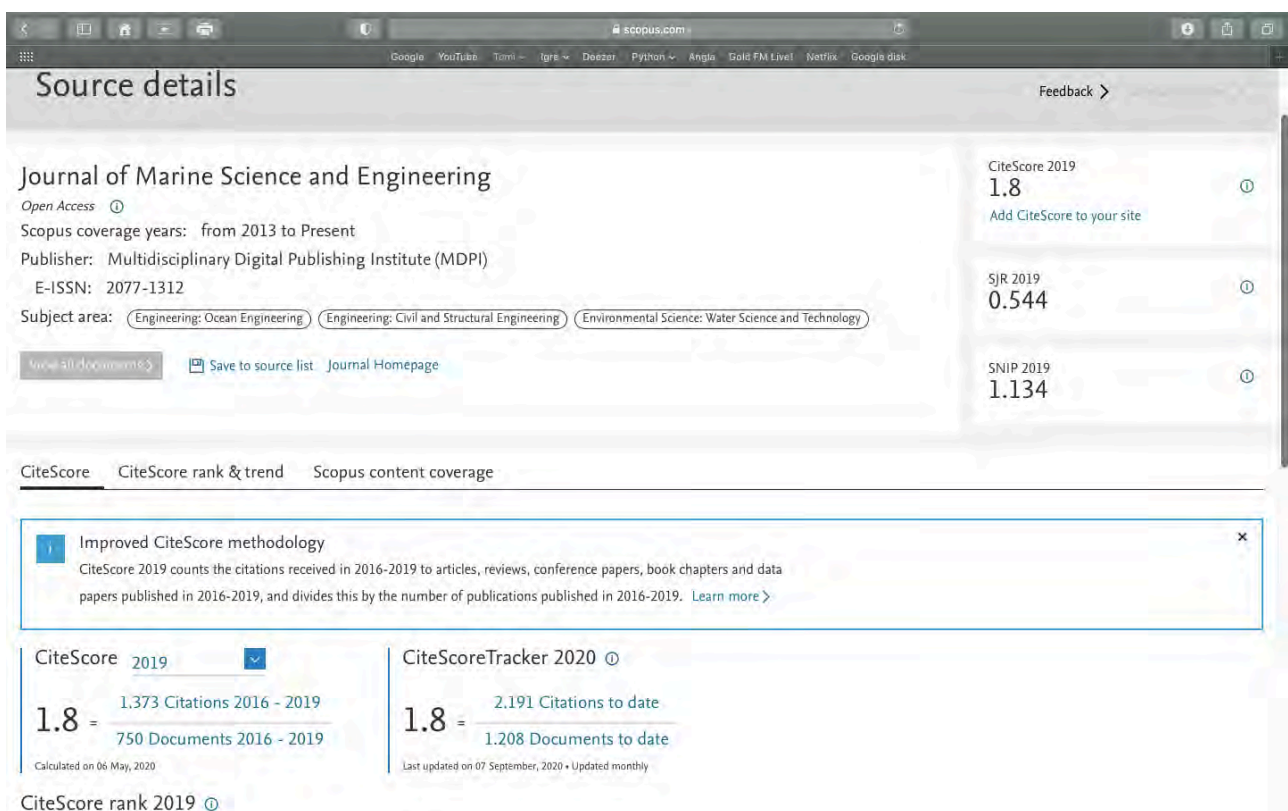 scopus.com
Google YouTube Tomi Igre Deezer Python Angla Gold FM Live! Netflix Google disk
Source details
Feedback
Journal of Marine Science and Engineering
Open Access
Scopus coverage years: from 2013 to Present
Publisher: Multidisciplinary Digital Publishing Institute (MDPI)
E-ISSN: 2077-1312
Subject area: Engineering: Ocean Engineering Engineering: Civil and Structural Engineering Environmental Science: Water Science and Technology
View all documents Save to source list Journal Homepage
CiteScore 2019
1.8
Add CiteScore to your site
SJR 2019
0.544
SNIP 2019
1.134
CiteScore CiteScore rank & trend Scopus content coverage
Improved CiteScore methodology
CiteScore 2019 counts the citations received in 2016-2019 to articles, reviews, conference papers, book chapters and data
papers published in 2016-2019, and divides this by the number of publications published in 2016-2019. Learn more
CiteScore 2019
1.8 =
1.373 Citations 2016 - 2019
750 Documents 2016 - 2019
Calculated on 06 May, 2020
CiteScoreTracker 2020
1.8 =
2.191 Citations to date
1.208 Documents to date
Last updated on 07 September, 2020 • Updated monthly
CiteScore rank 2019